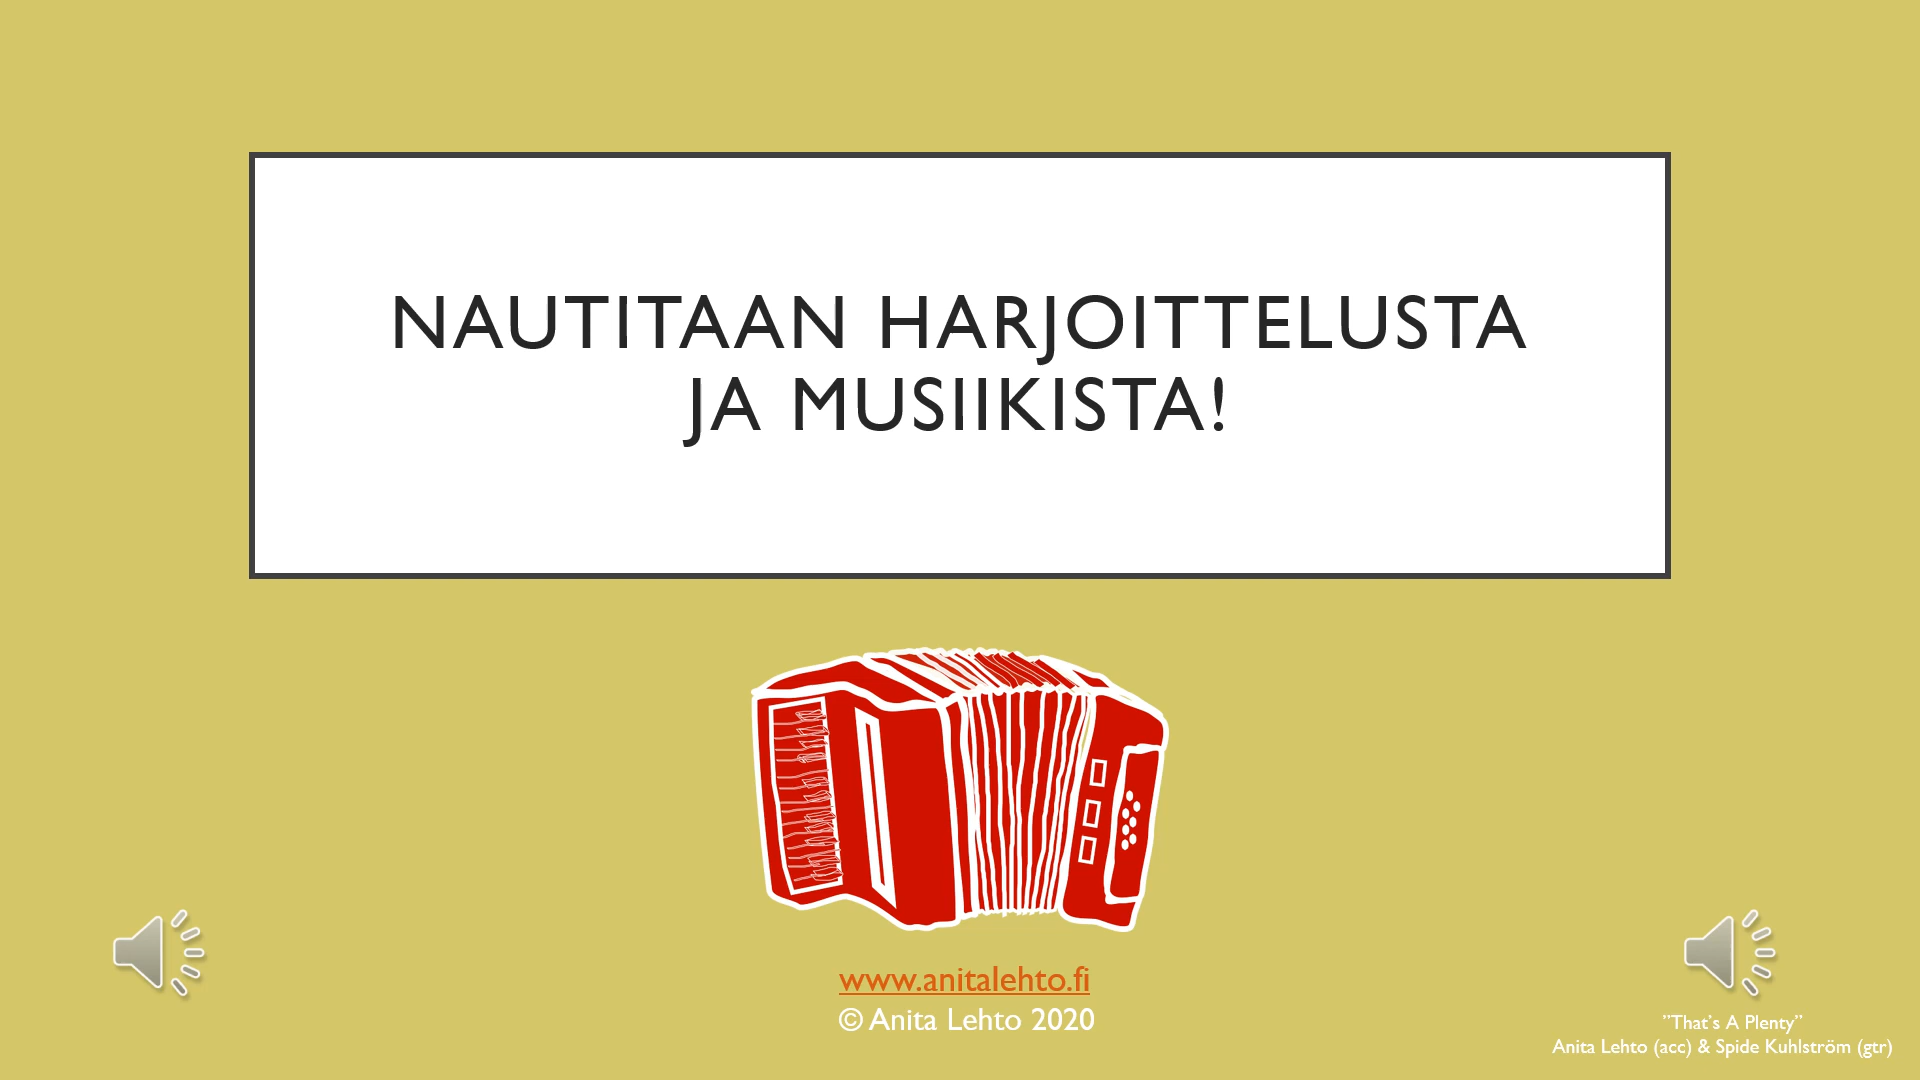 NAUTITAAN HARJOITTELUSTA
JA MUSIIKISTA!
www.anitalehto.fi
© Anita Lehto 2020
”That’s A Plenty”
Anita Lehto (acc) & Spide Kuhlström (gtr)